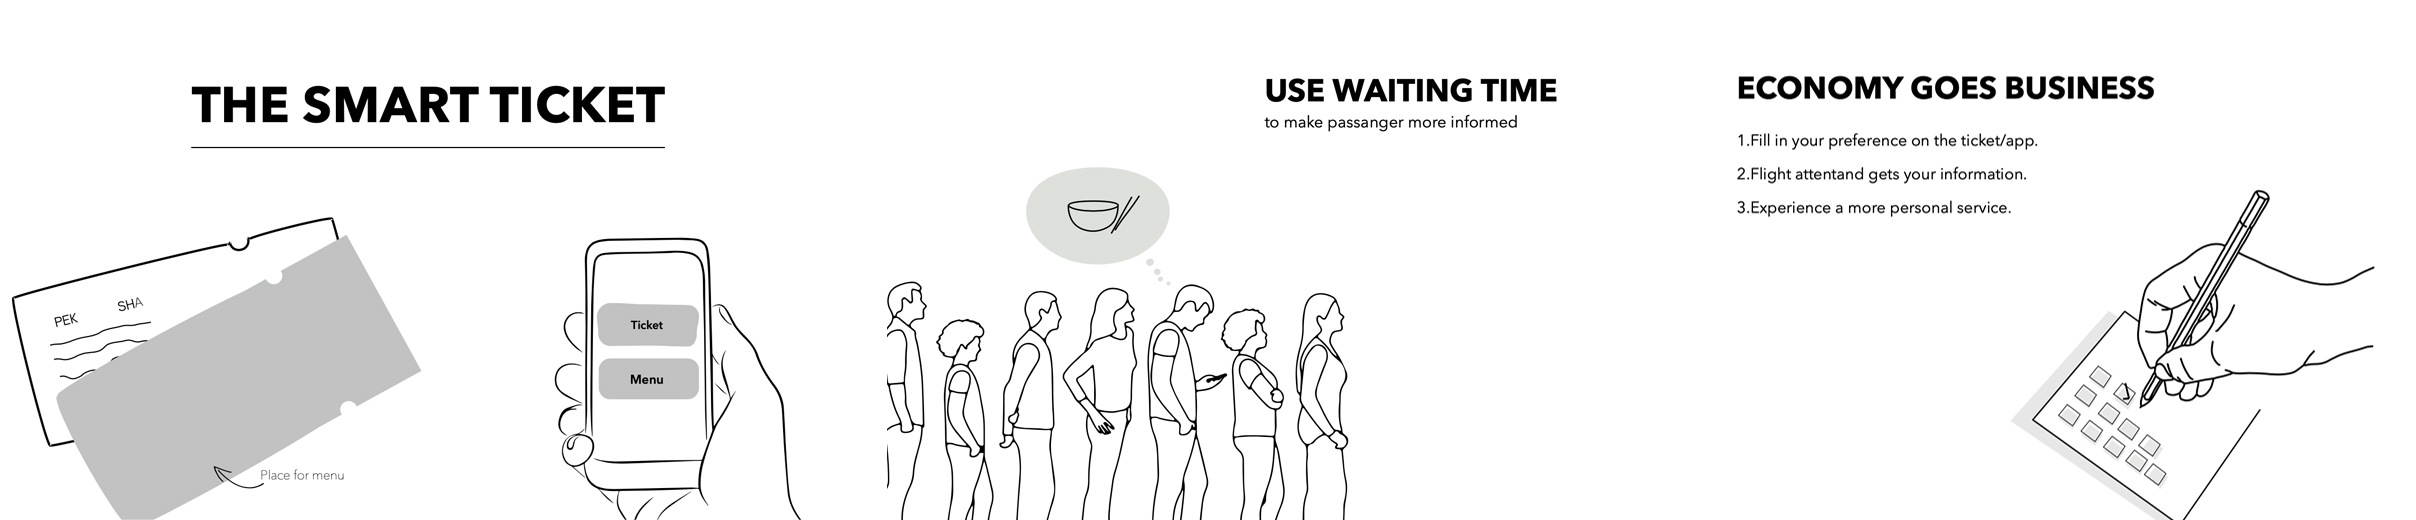 THE SMART TICKET
PEK SHA
Place for menu
Ticket
Menu
USE WAITING TIME
to make passanger more informed
ECONOMY GOES BUSINESS
1.Fill in your preference on the ticket/app.
2.Flight attentand gets your information.
3.Experience a more personal service.